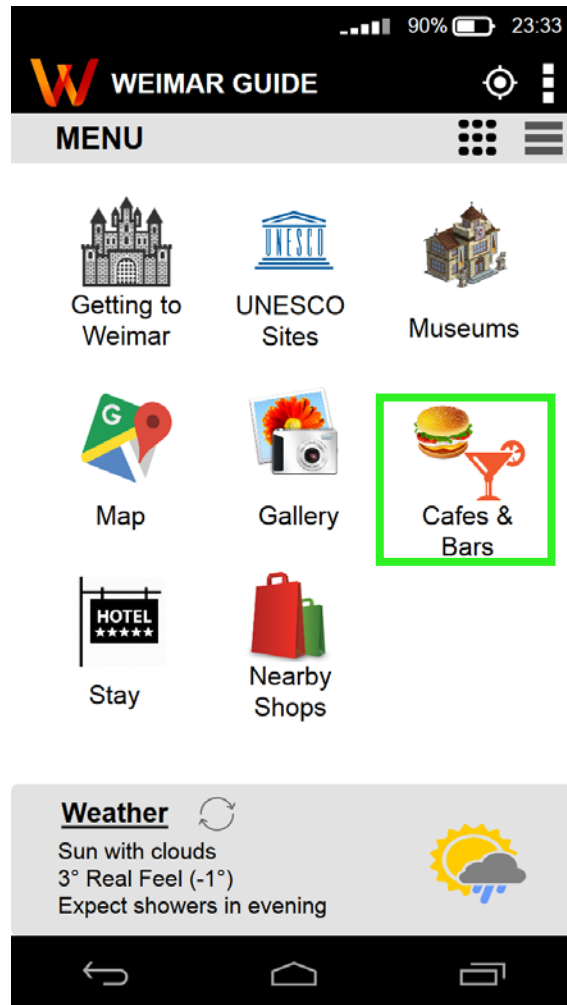 90% 23:33
WEIMAR GUIDE
MENU
Getting to
Weimar
UNESCO
UNESCO
Sites
Museums
G
Map
Gallery
Cafes &
Bars
HOTEL
★★★★★
Stay
Nearby
Shops
Weather
Sun with clouds
3° Real Feel (-1°)
Expect showers in evening